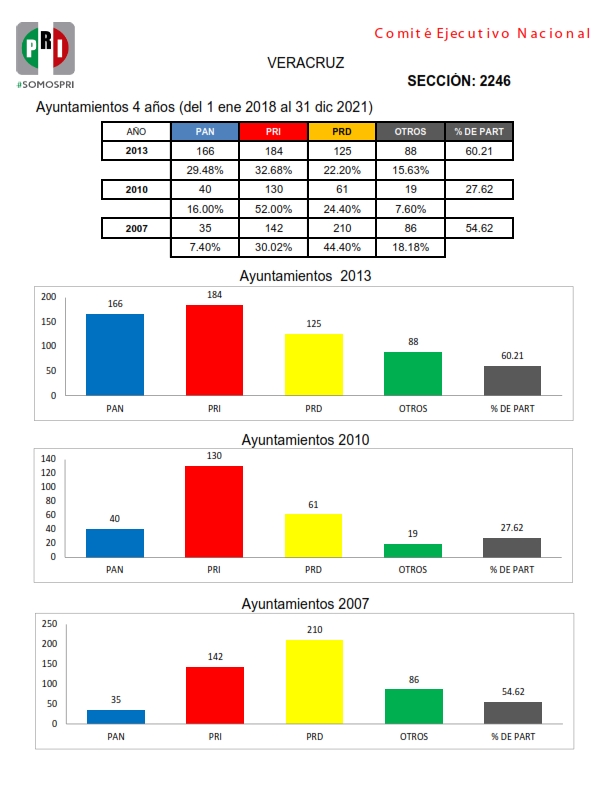 Comité Ejecutivo Nacional
PRI
#SOMOSPRI
VERACRUZ
SECCIÓN: 2246
Ayuntamientos 4 años (del 1 ene 2018 al 31 dic 2021)
AÑO PAN PRI PRD OTROS % DE PART
2013 166 184 125 88 60.21
29.48% 32.68% 22.20% 15.63%
2010 40 130 61 19 27.62
16.00% 52.00% 24.40% 7.60%
2007 35 142 210 86 54.62
7.40% 30.02% 44.40% 18.18%
Ayuntamientos 2013
200
150
100
50
0
166
184
125
88
60.21
PAN PRI PRD OTROS % DE PART
Ayuntamientos 2010
140
120
100
80
60
40
20
0
40
130
61
19
27.62
PAN PRI PRD OTROS % DE PART
Ayuntamientos 2007
250
200
150
100
50
0
35
142
210
86
54.62
PAN PRI PRD OTROS % DE PART